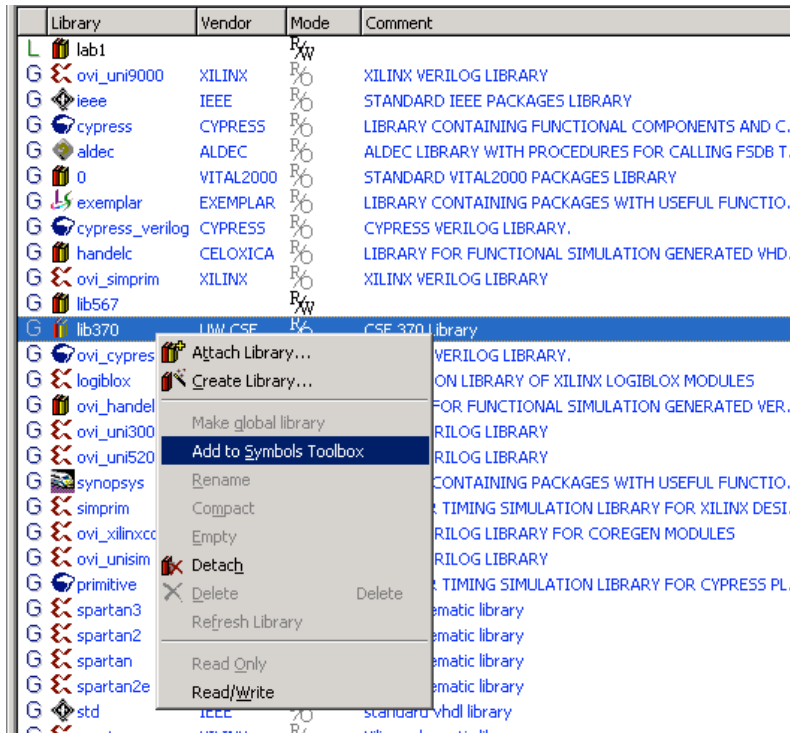 Library Vendor Mode Comment
L lab1 R/W
G ovi_uni9000 XILINX R/O XILINX VERILOG LIBRARY
G ieee IEEE R/O STANDARD IEEE PACKAGES LIBRARY
G cypress CYPRESS R/O LIBRARY CONTAINING FUNCTIONAL COMPONENTS AND C.
G aldec ALDEC R/O ALDEC LIBRARY WITH PROCEDURES FOR CALLING FSDB T.
G 0 VITAL2000 R/O STANDARD VITAL2000 PACKAGES LIBRARY
G exemplar EXEMPLAR R/O LIBRARY CONTAINING PACKAGES WITH USEFUL FUNCTIO.
G cypress_verilog CYPRESS R/O CYPRESS VERILOG LIBRARY.
G handelc CELOXICA R/O LIBRARY FOR FUNCTIONAL SIMULATION GENERATED VHD.
G ovi_simprim XILINX R/O XILINX VERILOG LIBRARY
G lib567 R/W
G lib370 UW CSE R/O CSE 370 Library
G ovi_cypres Attach Library... VERILOG LIBRARY.
G logiblox Create Library... ON LIBRARY OF XILINX LOGIBLOX MODULES
G ovi_handel FOR FUNCTIONAL SIMULATION GENERATED VER.
Make global library
G ovi_uni300 RILOG LIBRARY
G ovi_uni520 Add to Symbols Toolbox RILOG LIBRARY
G synopsys Rename CONTAINING PACKAGES WITH USEFUL FUNCTIO.
G simprim Compact TIMING SIMULATION LIBRARY FOR XILINX DESI.
G ovi_xilinxco Empty RILOG LIBRARY FOR COREGEN MODULES
G ovi_unisim Detach RILOG LIBRARY
G primitive Delete Delete TIMING SIMULATION LIBRARY FOR CYPRESS PL.
G spartan3 Refresh Library ematic library
G spartan2 ematic library
G spartan Read Only ematic library
G spartan2e Read/Write ematic library
G std IEEE R/O standard vhdl library